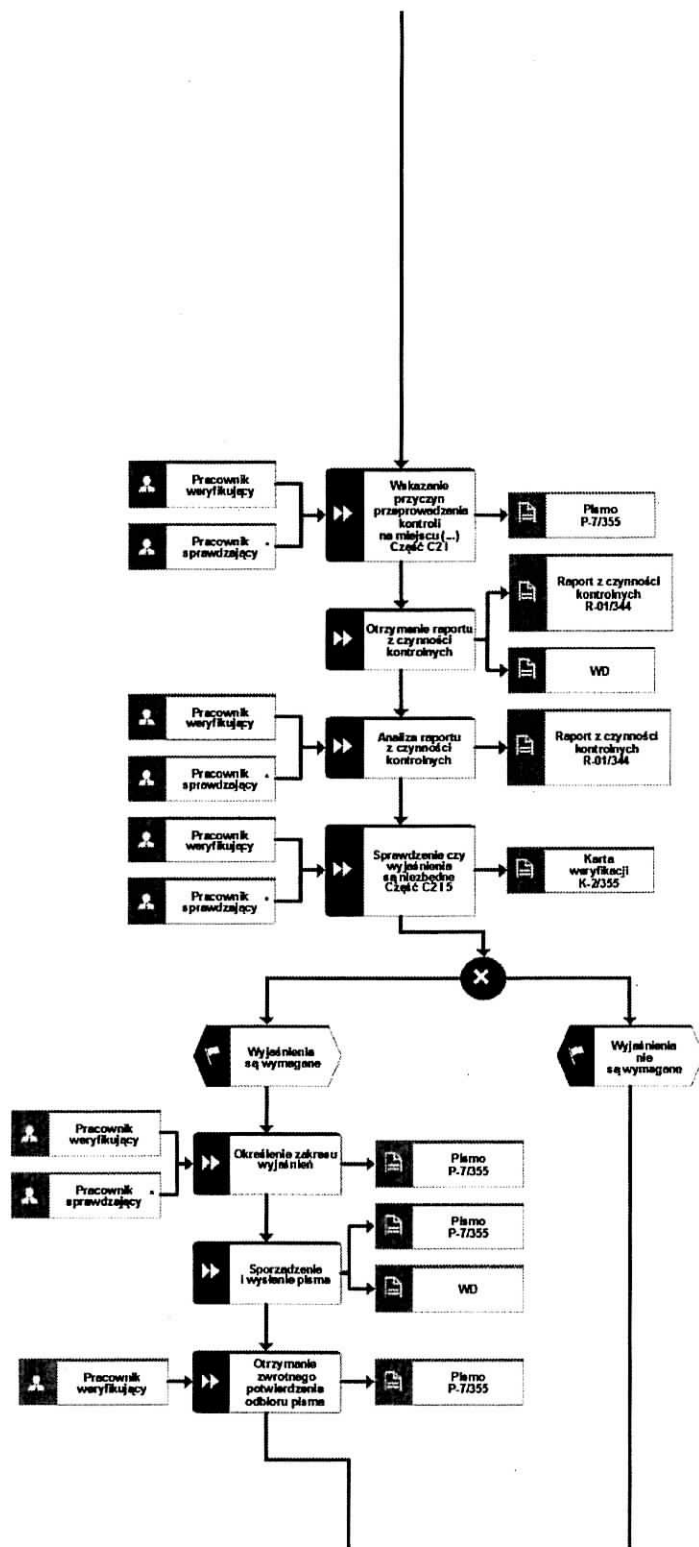 Pracownik
weryfikujący
Pracownik
sprawdzający *
Wskazanie
przyczyn
przeprowadzenia
kontroli
na miejscu (...)
Część C2 I
Pismo
P-7/355
Otrzymanie raportu
z czynności
kontrolnych
Raport z czynności
kontrolnych
R-01/344
WD
Pracownik
weryfikujący
Pracownik
sprawdzający *
Analiza raportu
z czynności
kontrolnych
Raport z czynności
kontrolnych
R-01/344
Pracownik
weryfikujący
Pracownik
sprawdzający *
Sprawdzenie czy
wyjaśnienia
są niezbędne
Część C2 I 5
Karta
weryfikacji
K-2/355
Wyjaśnienia
są wymagane
Wyjaśnienia
nie
są wymagane
Pracownik
weryfikujący
Pracownik
sprawdzający *
Określenie zakresu
wyjaśnień
Pismo
P-7/355
Sporządzenie
i wysłanie pisma
Pismo
P-7/355
WD
Pracownik
weryfikujący
Otrzymanie
zwrotnego
potwierdzenia
odbioru pisma
Pismo
P-7/355